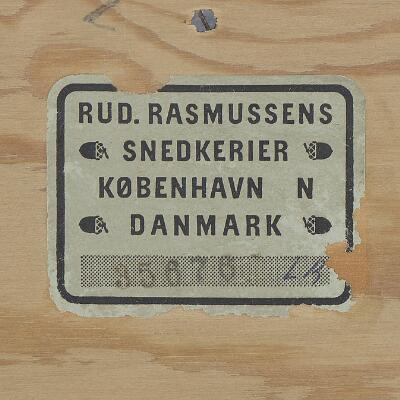 RUD. RASMUSSENS
SNEDKERIER
KØBENHAVN N
DANMARK